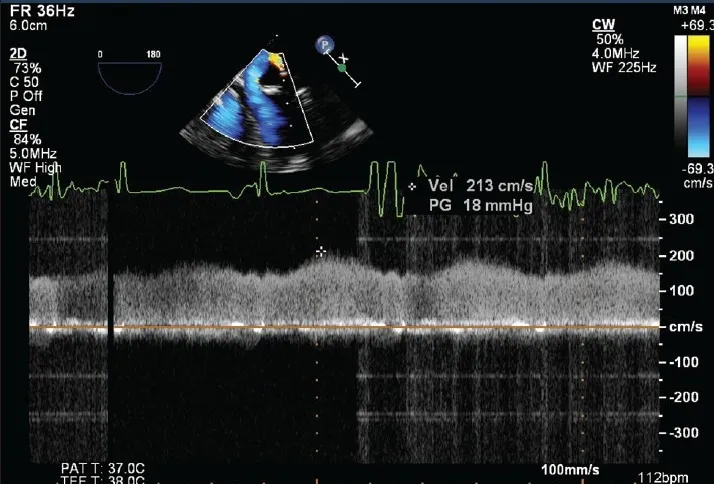 FR 36Hz
6.0cm
2D
73%
C 50
P Off
Gen
CF
84%
5.0MHz
WF High
Med
0 180
P
CW
50%
4.0MHz
WF 225Hz
M3 M4
+69.3
-69.3
cm/s
Vel 213 cm/s
PG 18 mmHg
300
200
100
cm/s
-100
-200
-300
PAT T: 37.0C
TEE T: 38.0C
100mm/s
112bpm